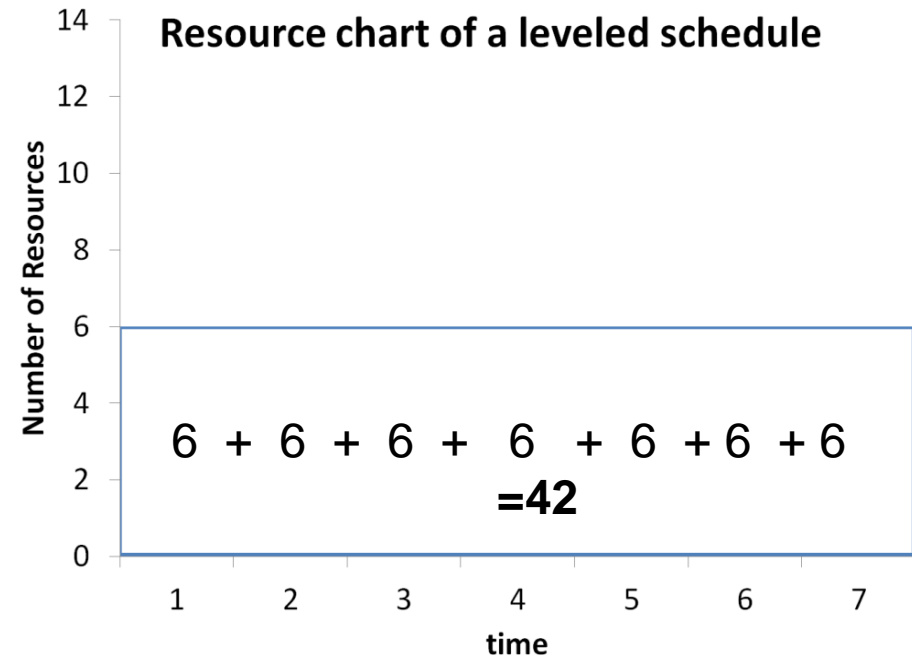 Resource chart of a leveled schedule
Number of Resources
14
12
10
8
6
4
2
0
6 + 6 + 6 + 6 + 6 + 6 + 6
=42
1 2 3 4 5 6 7
time